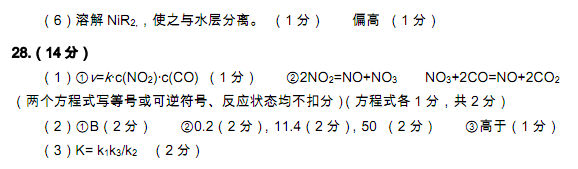 （6）溶解 NiR2,，使之与水层分离。（1分） 偏高（1分）
28.（14分）
（1）①v=k·c(NO2)·c(CO)（1分） ②2NO2=NO+NO3 NO3+2CO=NO+2CO2
（两个方程式写等号或可逆符号、反应状态均不扣分）（方程式各1分，共2分）
（2）①B（2分） ②0.2（2分），11.4（2分），50 （2分） ③高于（1分）
（3）K= k1k3/k2 （2分）